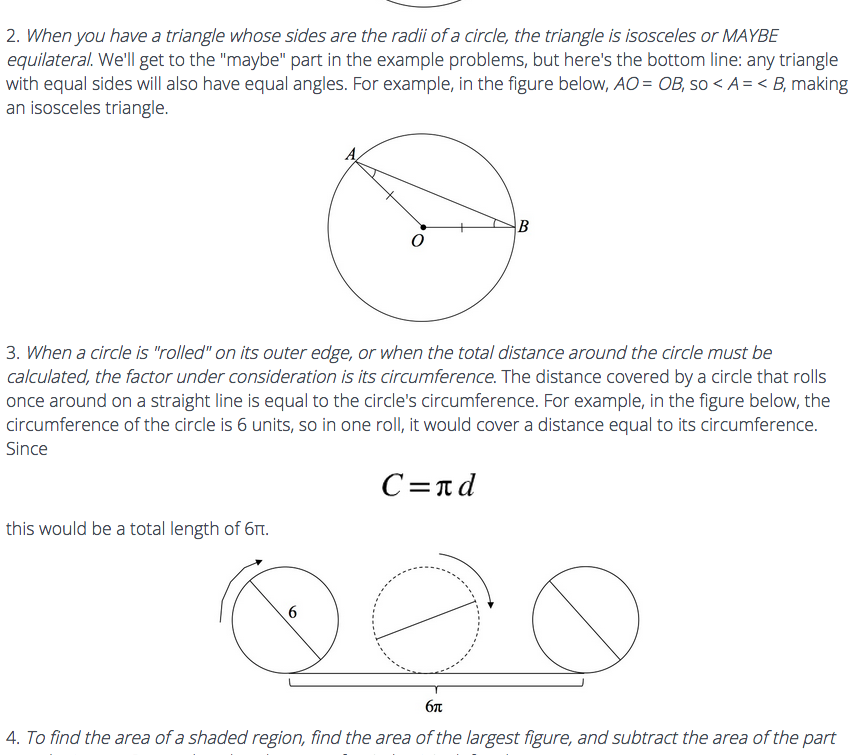 2. When you have a triangle whose sides are the radii of a circle, the triangle is isosceles or MAYBE
equilateral. We'll get to the "maybe" part in the example problems, but here's the bottom line: any triangle
with equal sides will also have equal angles. For example, in the figure below, AO = OB, so < A = < B, making
an isosceles triangle.
A
B
O
3. When a circle is "rolled" on its outer edge, or when the total distance around the circle must be
calculated, the factor under consideration is its circumference. The distance covered by a circle that rolls
once around on a straight line is equal to the circle's circumference. For example, in the figure below, the
circumference of the circle is 6 units, so in one roll, it would cover a distance equal to its circumference.
Since
C = π d
this would be a total length of 6π.
6
6π
4. To find the area of a shaded region, find the area of the largest figure, and subtract the area of the part